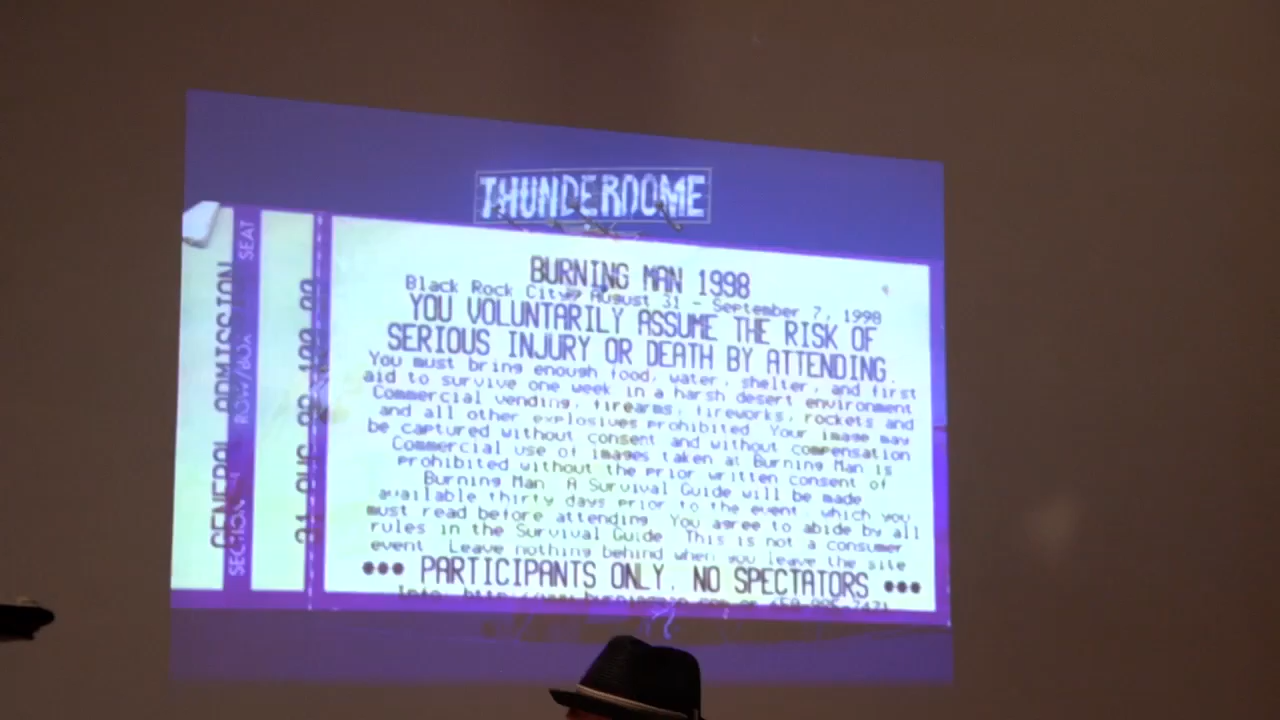 THUNDERDOME
GENERAL ADMISSION
SECTION ROW/BOX SEAT
BURNING MAN 1998
Black Rock City, August 31 - September 7, 1998
YOU VOLUNTARILY ASSUME THE RISK OF
SERIOUS INJURY OR DEATH BY ATTENDING.
You must bring enough food, water, shelter, and first
aid to survive one week in a harsh desert environment
Commercial vending, firearms, fireworks, rockets and
and all other explosives prohibited. Your image may
be captured without consent and without compensation
Commercial use of images taken at Burning Man is
prohibited without the prior written consent of
Burning Man. A Survival Guide will be made
available thirty days prior to the event, which you
must read before attending. You agree to abide by all
rules in the Survival Guide. This is not a consumer
event. Leave nothing behind when you leave the site
*** PARTICIPANTS ONLY. NO SPECTATORS ***